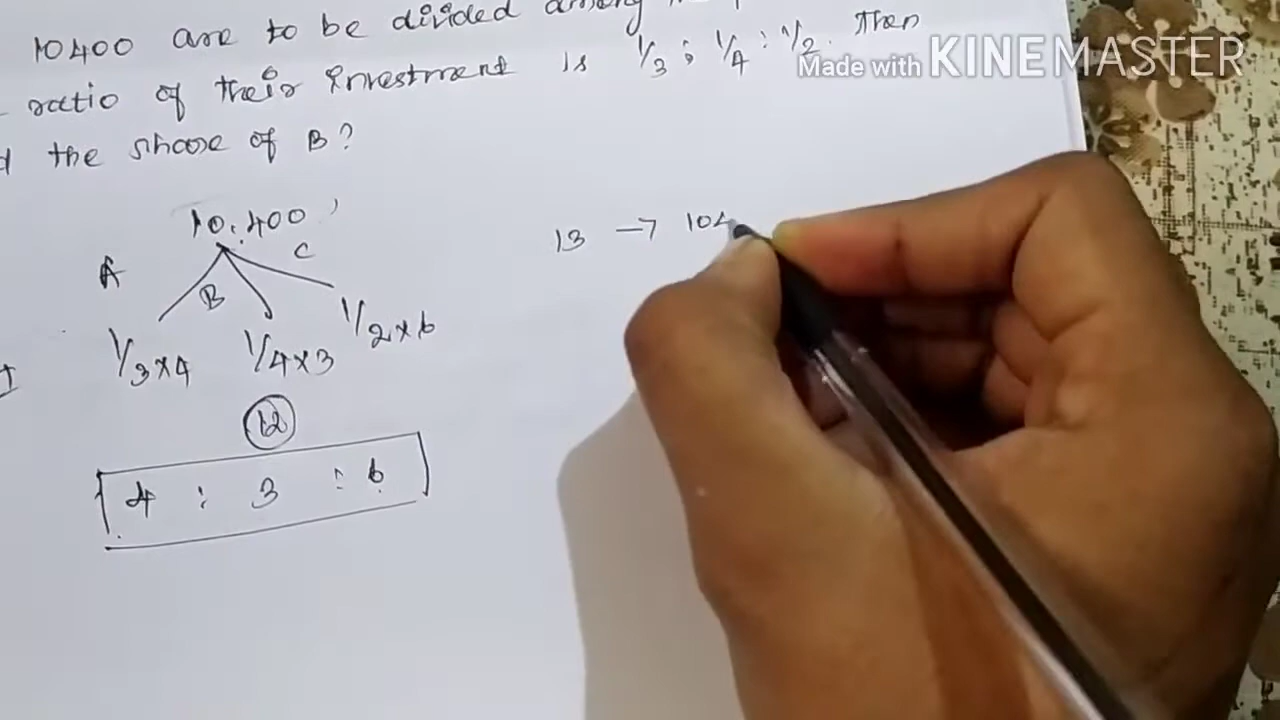 10400 are to be divided among
ratio of their investment is 1/3 : 1/4 : 1/2. Then
the share of B?
Made with KINEMASTER
10,400
A B C
1/3 x 4 1/4 x 3 1/2 x 6
12
4 : 3 : 6
13 → 104